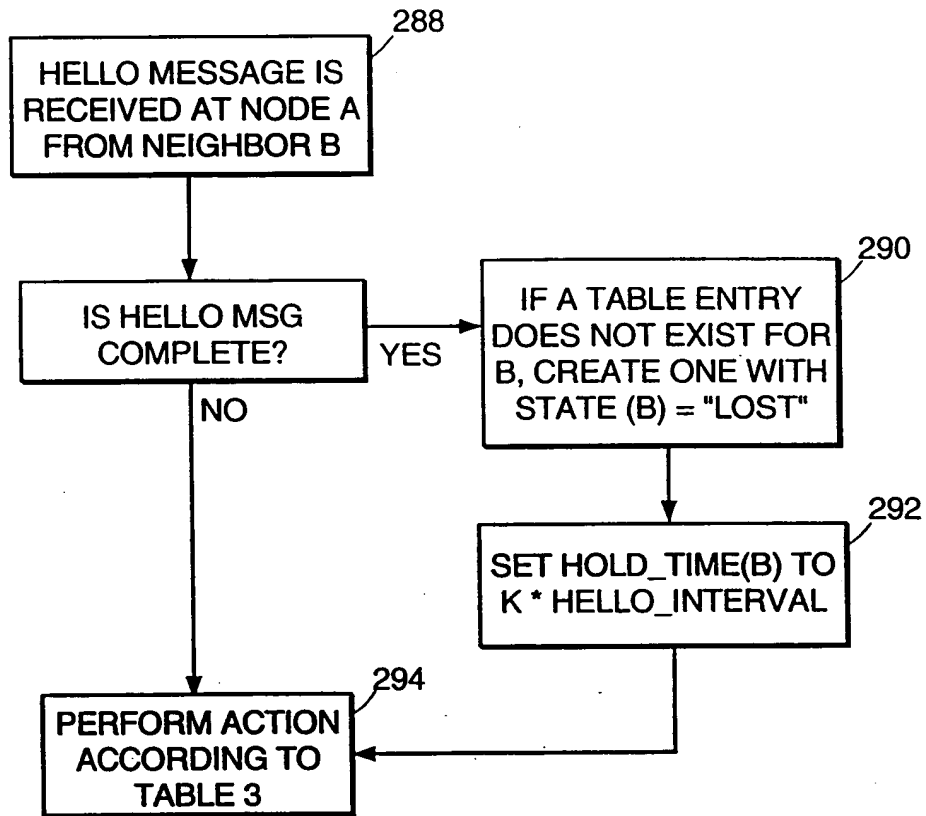 288
HELLO MESSAGE IS
RECEIVED AT NODE A
FROM NEIGHBOR B
IS HELLO MSG
COMPLETE?
YES
NO
290
IF A TABLE ENTRY
DOES NOT EXIST FOR
B, CREATE ONE WITH
STATE (B) = "LOST"
292
SET HOLD_TIME(B) TO
K * HELLO_INTERVAL
294
PERFORM ACTION
ACCORDING TO
TABLE 3